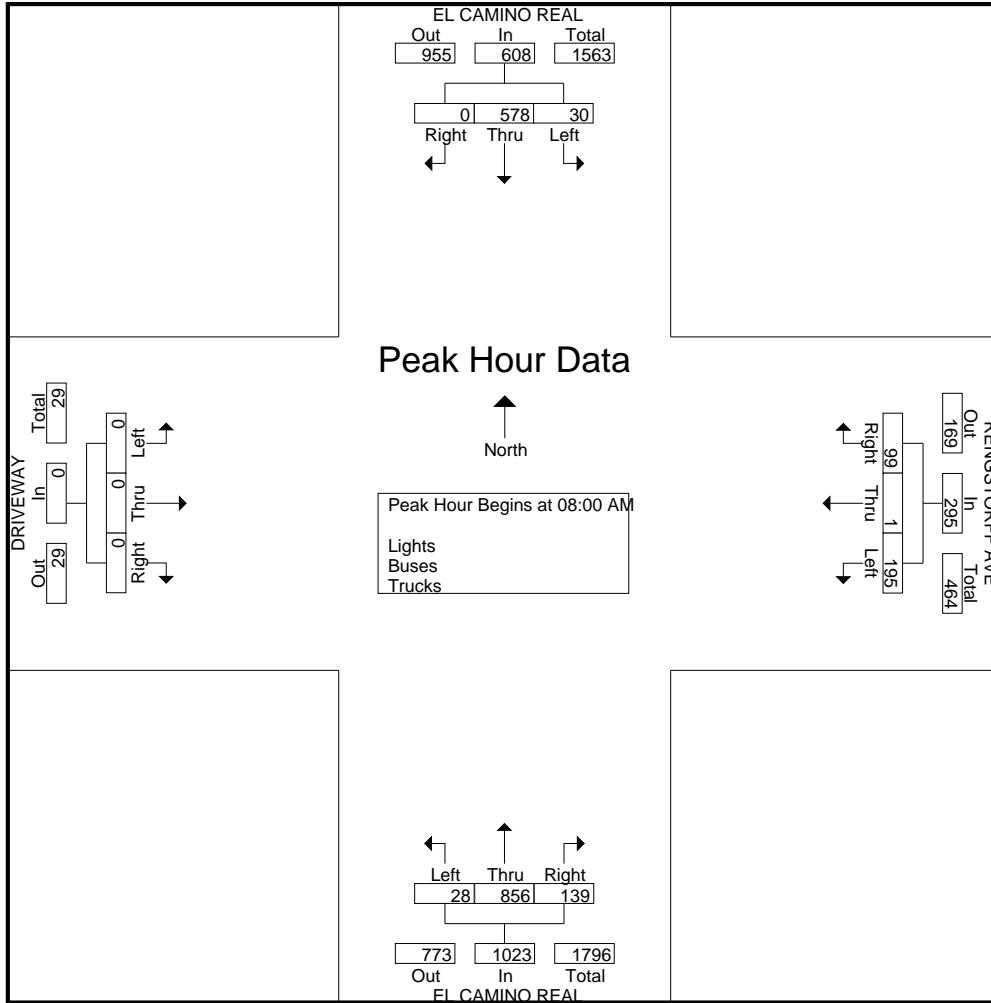 EL CAMINO REAL
Out In Total
955 608 1563
0 578 30
Right Thru Left
Peak Hour Data
North
Peak Hour Begins at 08:00 AM
Lights
Buses
Trucks
DRIVEWAY
Out In Total
29 0 29
Right Thru Left
0 0 0
RENGSTORFF AVE
Out In Total
169 295 464
99 1 195
Right Thru Left
Left Thru Right
28 856 139
773 1023 1796
Out In Total
EL CAMINO REAL